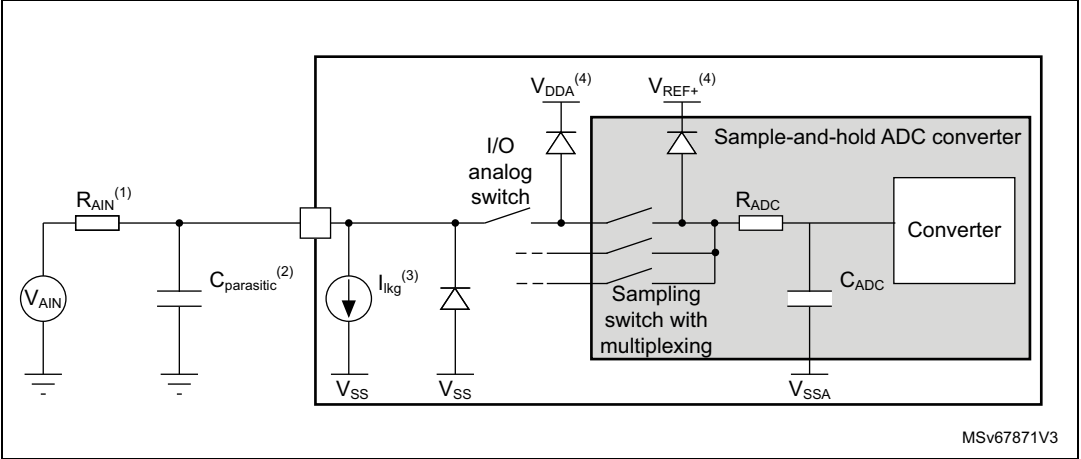 V_DDA^(4)
V_REF+^(4)
Sample-and-hold ADC converter
I/O
analog
switch
R_AIN^(1)
R_ADC
Converter
V_AIN
C_parasitic^(2)
I_lkg^(3)
C_ADC
Sampling
switch with
multiplexing
V_SS
V_SS
V_SSA
MSv67871V3